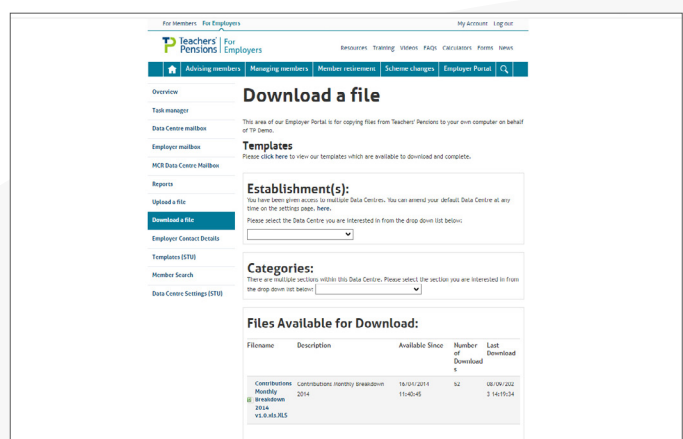 For Members For Employers
My Account Log out
Teachers' Pensions For Employers
Resources Training Videos FAQs Calculators Forms News
Advising members Managing members Member retirement Scheme changes Employer Portal
Overview
Task manager
Data Centre mailbox
Employer mailbox
MCR Data Centre Mailbox
Reports
Upload a file
Download a file
Employer Contact Details
Templates (STU)
Member Search
Data Centre Settings (STU)
Download a file
This area of our Employer Portal is for copying files from Teachers' Pensions to your own computer on behalf
of TP Demo.
Templates
Please click here to view our templates which are available to download and complete.
Establishment(s):
You have been given access to multiple Data Centres. You can amend your default Data Centre at any
time on the settings page, here.
Please select the Data Centre you are interested in from the drop down list below:
Categories:
There are multiple sections within this Data Centre. Please select the section you are interested in from
the drop down list below:
Files Available for Download:
Filename Description Available Since Number of Downloads Last Download
Contributions Monthly Breakdown 2014 v1.0.xls.XLS
Contributions Monthly Breakdown 2014
16/04/2014 11:40:45
52
08/09/2023 14:19:34